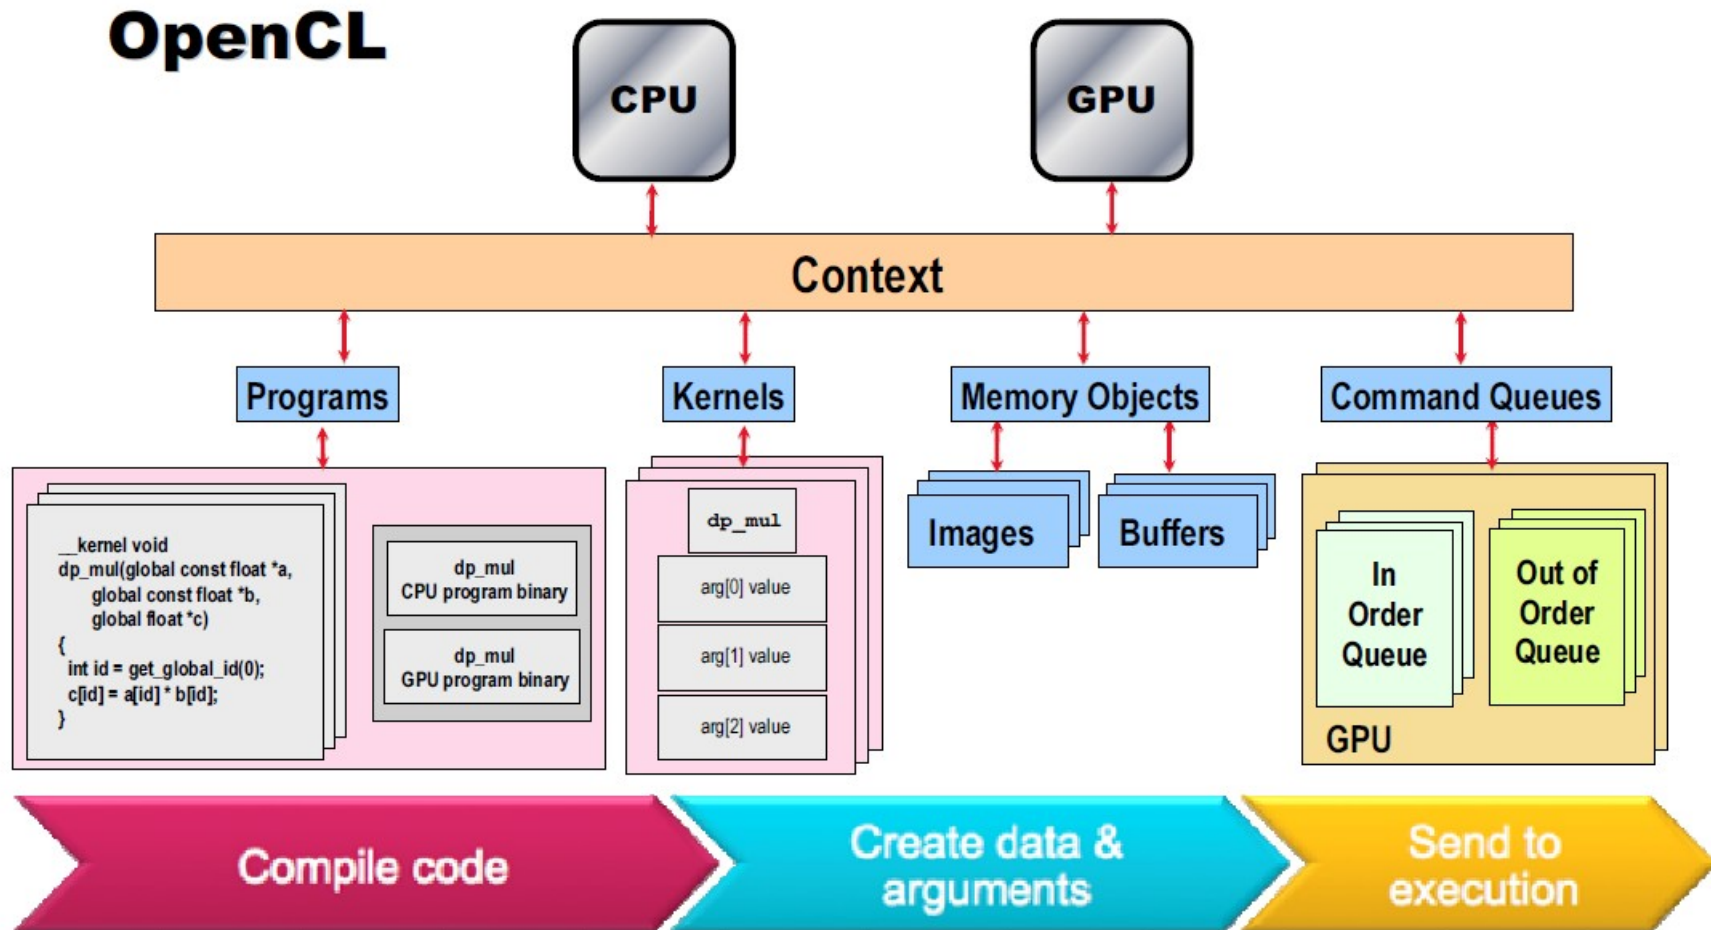 OpenCL
CPU
GPU
Context
Programs
Kernels
Memory Objects
Command Queues
__kernel void
dp_mul(global const float *a,
global const float *b,
global float *c)
{
int id = get_global_id(0);
c[id] = a[id] * b[id];
}
dp_mul
CPU program binary
dp_mul
GPU program binary
dp_mul
arg[0] value
arg[1] value
arg[2] value
Images
Buffers
In
Order
Queue
Out of
Order
Queue
GPU
Compile code
Create data &
arguments
Send to
execution